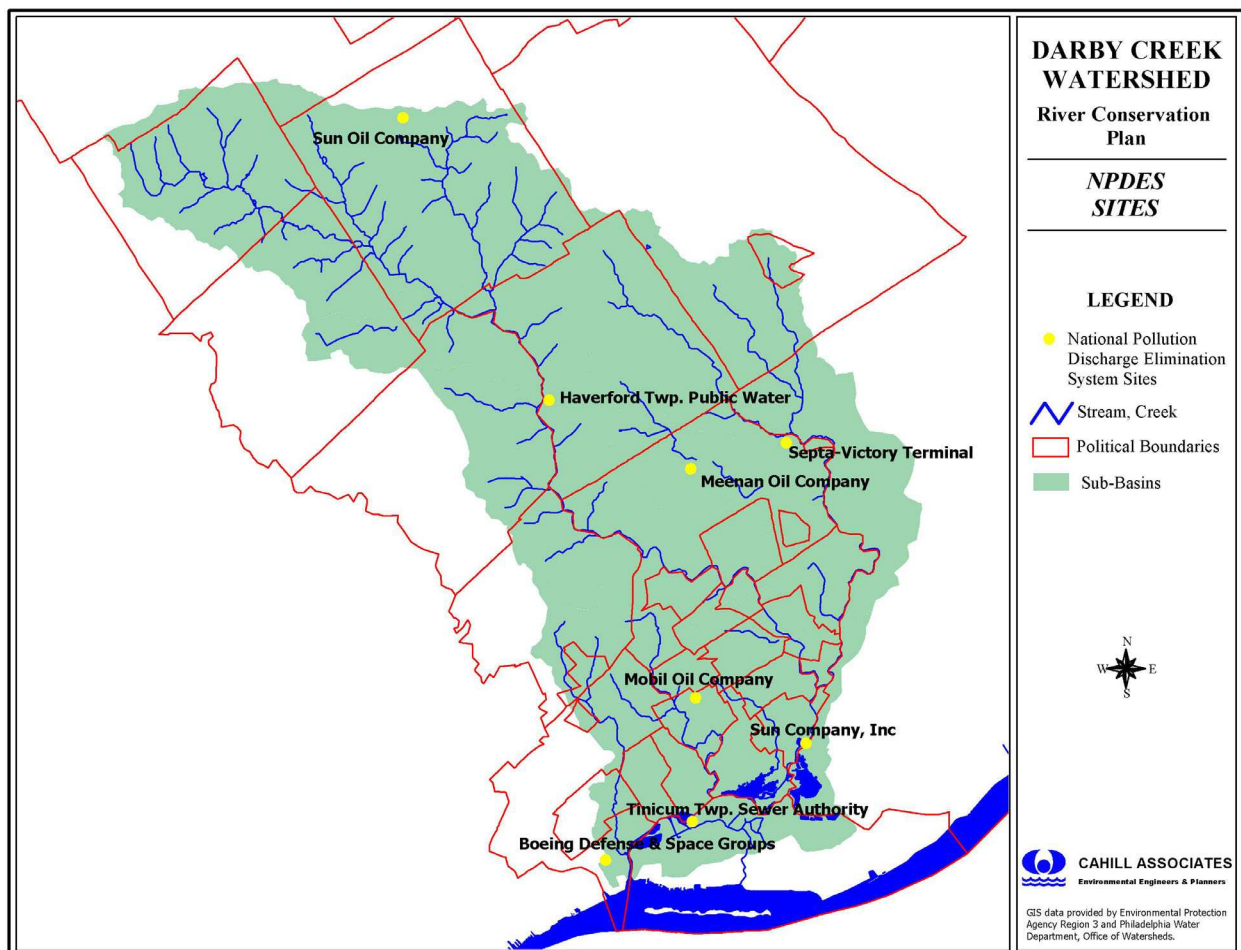 DARBY CREEK
WATERSHED
River Conservation
Plan
NPDES
SITES
LEGEND
National Pollution
Discharge Elimination
System Sites
Stream, Creek
Political Boundaries
Sub-Basins
N
W E
S
CAHILL ASSOCIATES
Environmental Engineers & Planners
GIS data provided by Environmental Protection
Agency Region 3 and Philadelphia Water
Department, Office of Watersheds.
Sun Oil Company
Haverford Twp. Public Water
Septa-Victory Terminal
Meenan Oil Company
Mobil Oil Company
Sun Company, Inc
Tinicum Twp. Sewer Authority
Boeing Defense & Space Groups